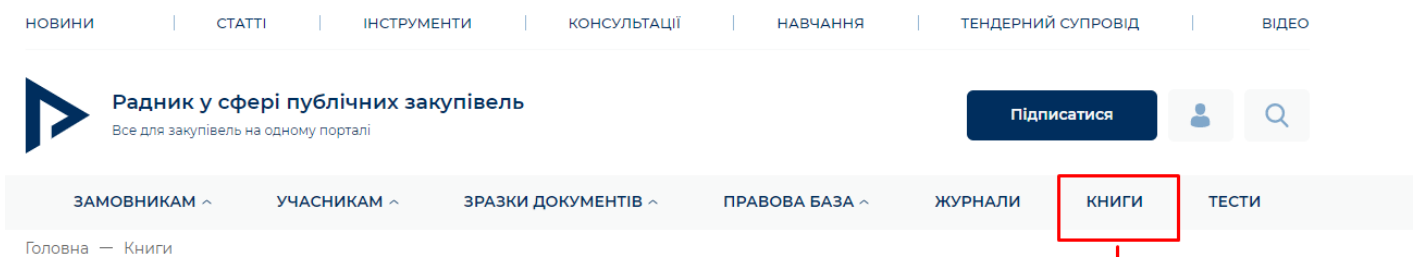 НОВИНИ СТАТТІ ІНСТРУМЕНТИ КОНСУЛЬТАЦІЇ НАВЧАННЯ ТЕНДЕРНИЙ СУПРОВІД ВІДЕО
Радник у сфері публічних закупівель
Все для закупівель на одному порталі
Підписатися
ЗАМОВНИКАМ УЧАСНИКАМ ЗРАЗКИ ДОКУМЕНТІВ ПРАВОВА БАЗА ЖУРНАЛИ КНИГИ ТЕСТИ
Головна — Книги